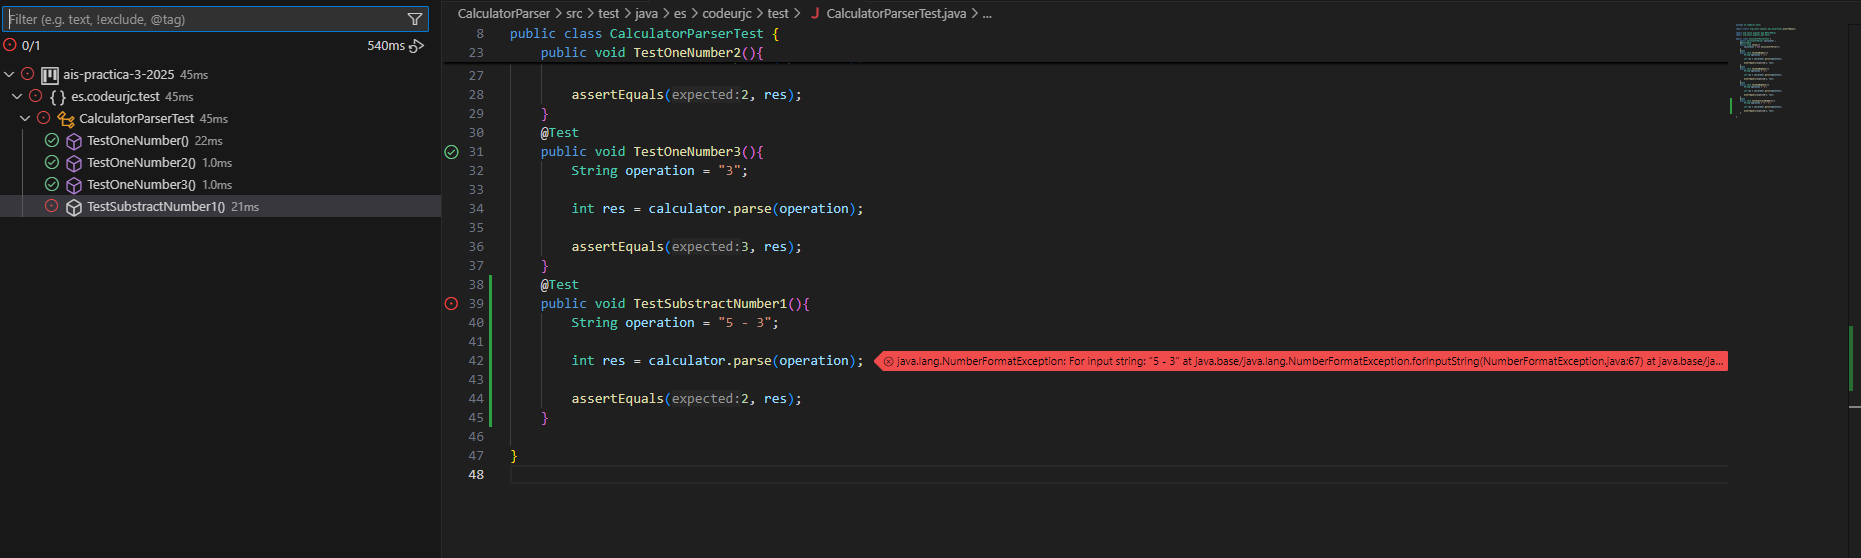 Filter (e.g. text, !exclude, @tag)
0/1
540ms
ais-practica-3-2025 45ms
es.codeurjc.test 45ms
CalculatorParserTest 45ms
TestOneNumber() 22ms
TestOneNumber2() 1.0ms
TestOneNumber3() 1.0ms
TestSubstractNumber1() 21ms
CalculatorParser > src > test > java > es > codeurjc > test > J CalculatorParserTest.java > ...
8 public class CalculatorParserTest {
23 public void TestOneNumber2(){
27
28 assertEquals(expected:2, res);
29 }
30 @Test
31 public void TestOneNumber3(){
32 String operation = "3";
33
34 int res = calculator.parse(operation);
35
36 assertEquals(expected:3, res);
37 }
38 @Test
39 public void TestSubstractNumber1(){
40 String operation = "5 - 3";
41
42 int res = calculator.parse(operation); java.lang.NumberFormatException: For input string: "5 - 3" at java.base/java.lang.NumberFormatException.forInputString(NumberFormatException.java:67) at java.base/ja...
43
44 assertEquals(expected:2, res);
45 }
46
47 }
48